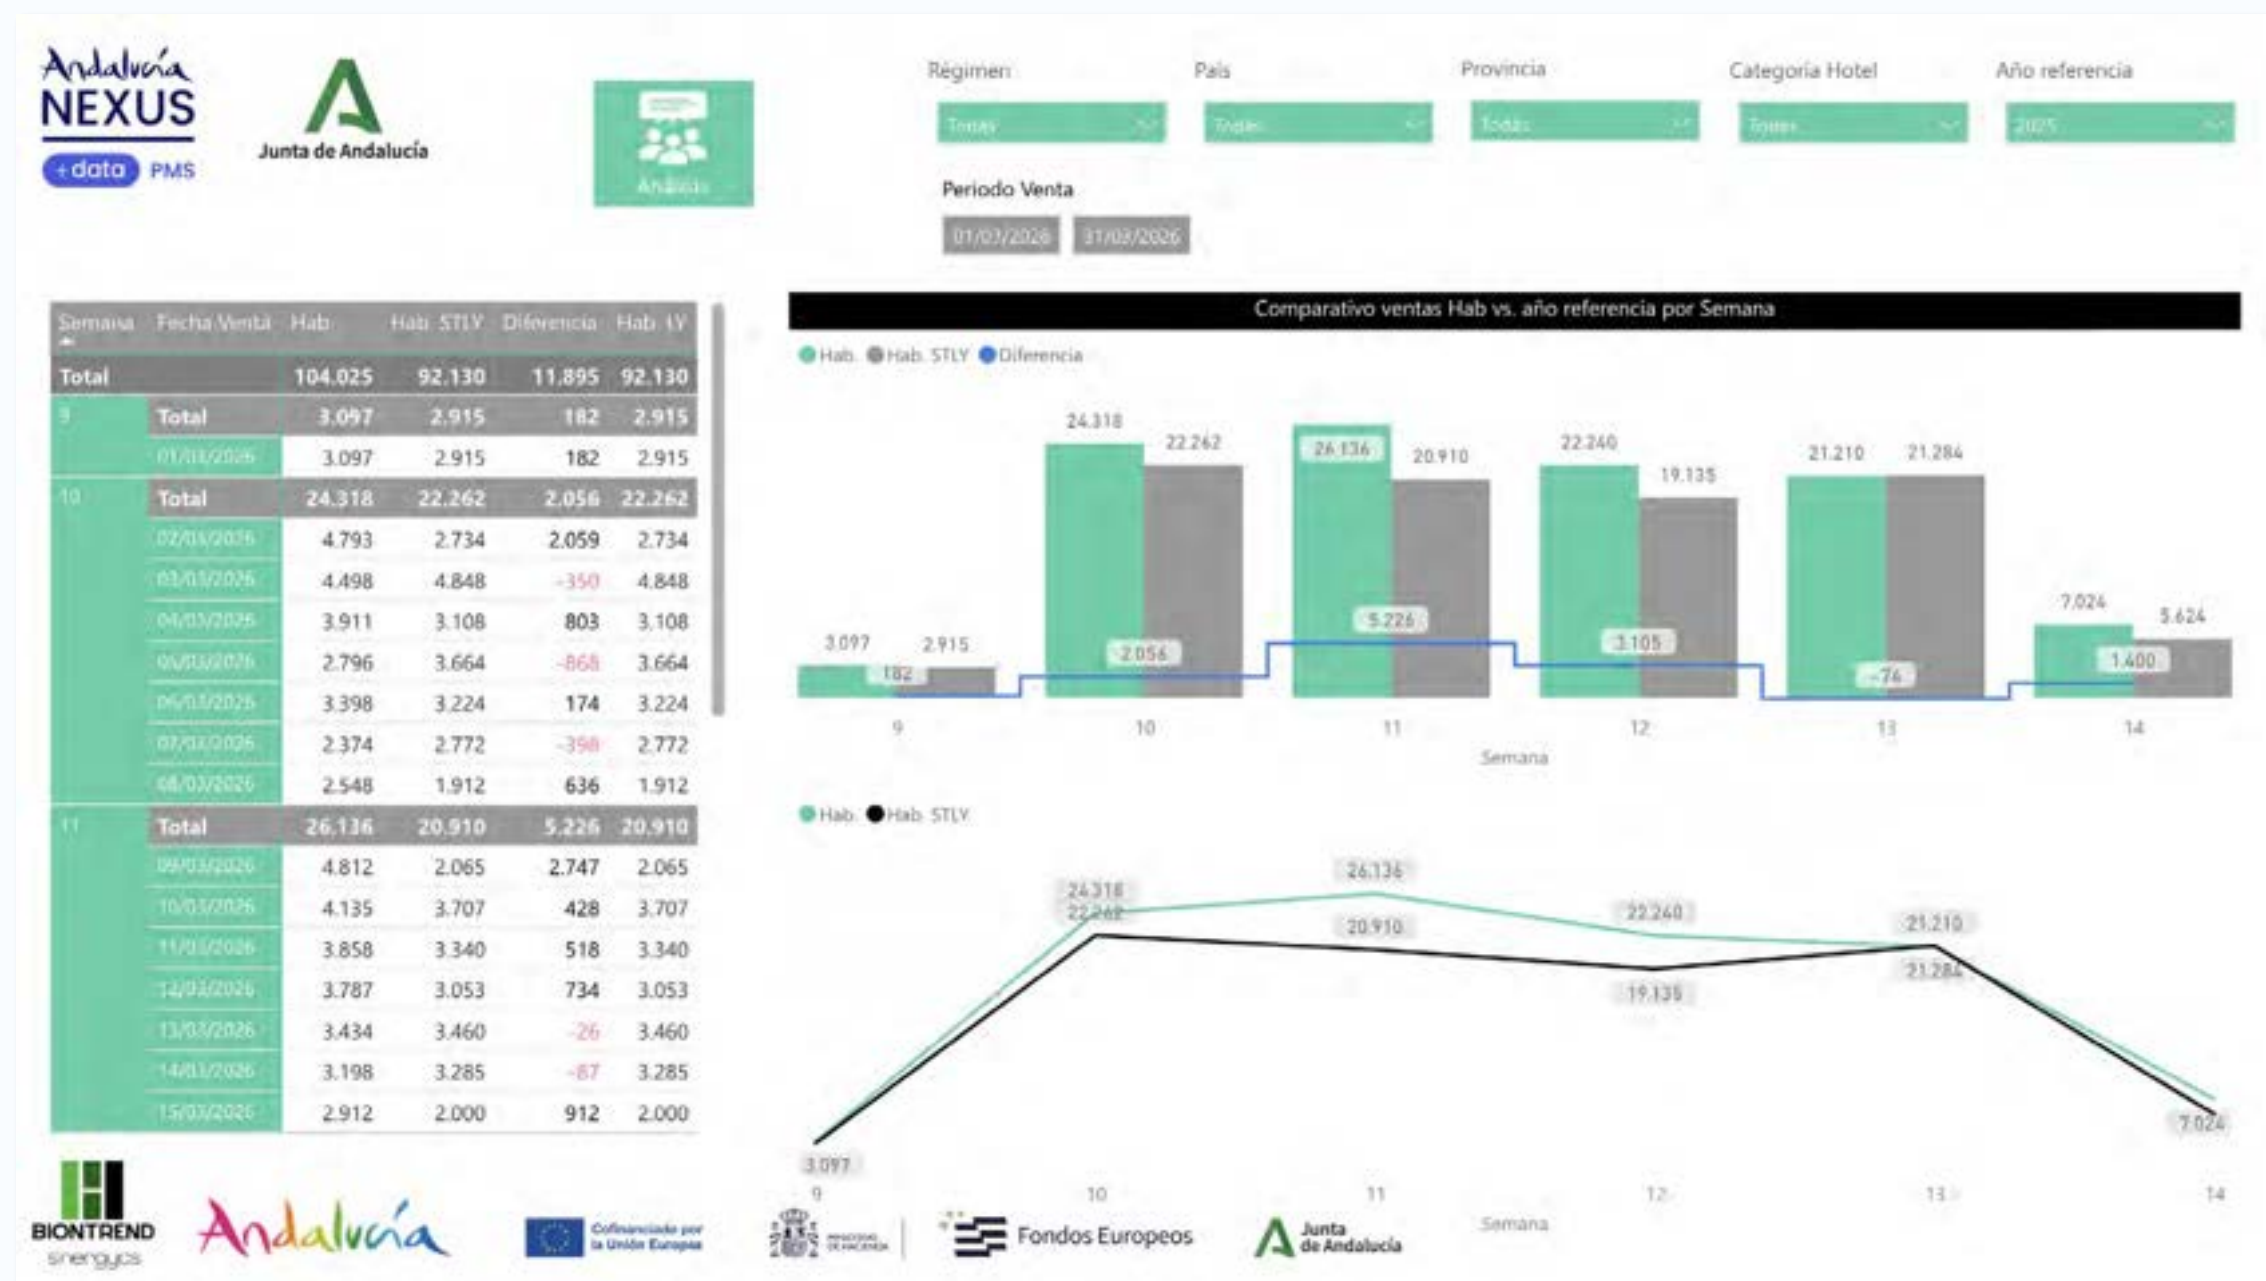 Andalucía
NEXUS
+data PMS
Junta de Andalucía
Análisis
Régimen
País
Provincia
Categoría Hotel
Año referencia
Todas
Todas
Todas
Todas
2025
Periodo Venta
01/03/2026 31/03/2026
Semana Fecha Venta Hab. Hab. STLY Diferencia Hab. LY
Total 104.025 92.130 11.895 92.130
9 Total 3.097 2.915 182 2.915
01/03/2026 3.097 2.915 182 2.915
10 Total 24.318 22.262 2.056 22.262
02/03/2026 4.793 2.734 2.059 2.734
03/03/2026 4.498 4.848 -350 4.848
04/03/2026 3.911 3.108 803 3.108
05/03/2026 2.796 3.664 -868 3.664
06/03/2026 3.398 3.224 174 3.224
07/03/2026 2.374 2.772 -398 2.772
08/03/2026 2.548 1.912 636 1.912
11 Total 26.136 20.910 5.226 20.910
09/03/2026 4.812 2.065 2.747 2.065
10/03/2026 4.135 3.707 428 3.707
11/03/2026 3.858 3.340 518 3.340
12/03/2026 3.787 3.053 734 3.053
13/03/2026 3.434 3.460 -26 3.460
14/03/2026 3.198 3.285 -87 3.285
15/03/2026 2.912 2.000 912 2.000
Comparativo ventas Hab vs. año referencia por Semana
Hab. Hab. STLY Diferencia
3.097 2.915 182
24.318 22.262 2.056
26.136 20.910 5.226
22.240 19.135 3.105
21.210 21.284 -74
7.024 5.624 1.400
9 10 11 12 13 14
Semana
Hab. Hab. STLY
24.318 26.136 22.240 21.210
22.262 20.910 19.135 21.284
3.097 7.024
9 10 11 12 13 14
Semana
BIONTREND
sinergycs
Andalucía
Cofinanciado por
la Unión Europea
MINISTERIO
DE HACIENDA
Fondos Europeos
Junta
de Andalucía